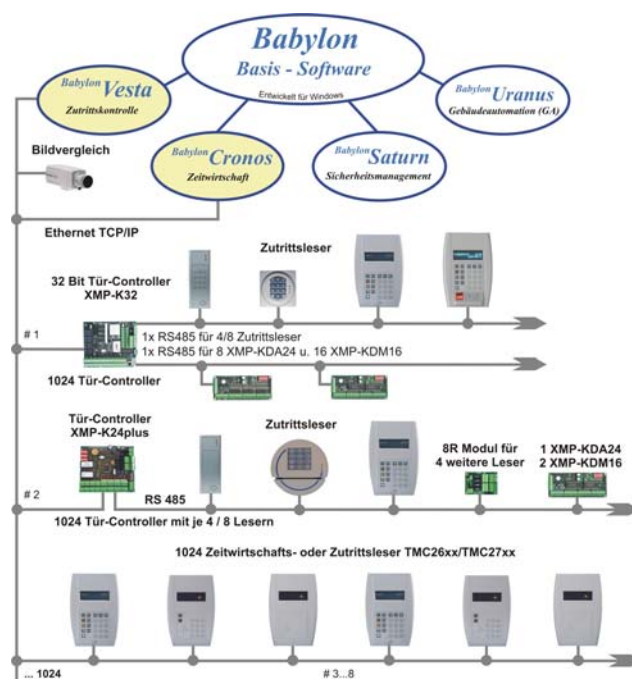 Babylon
Basis - Software
Entwickelt für Windows
Babylon Vesta
Zutrittskontrolle
Babylon Uranus
Gebäudeautomation (GA)
Babylon Cronos
Zeitwirtschaft
Babylon Saturn
Sicherheitsmanagement
Bildvergleich
Ethernet TCP/IP
Zutrittsleser
32 Bit Tür-Controller
XMP-K32
# 1
1x RS485 für 4/8 Zutrittsleser
1x RS485 für 8 XMP-KDA24 u. 16 XMP-KDM16
1024 Tür-Controller
Tür-Controller
XMP-K24plus
Zutrittsleser
8R Modul für
4 weitere Leser
1 XMP-KDA24
2 XMP-KDM16
# 2
RS 485
1024 Tür-Controller mit je 4 / 8 Lesern
1024 Zeitwirtschafts- oder Zutrittsleser TMC26xx/TMC27xx
... 1024
# 3...8